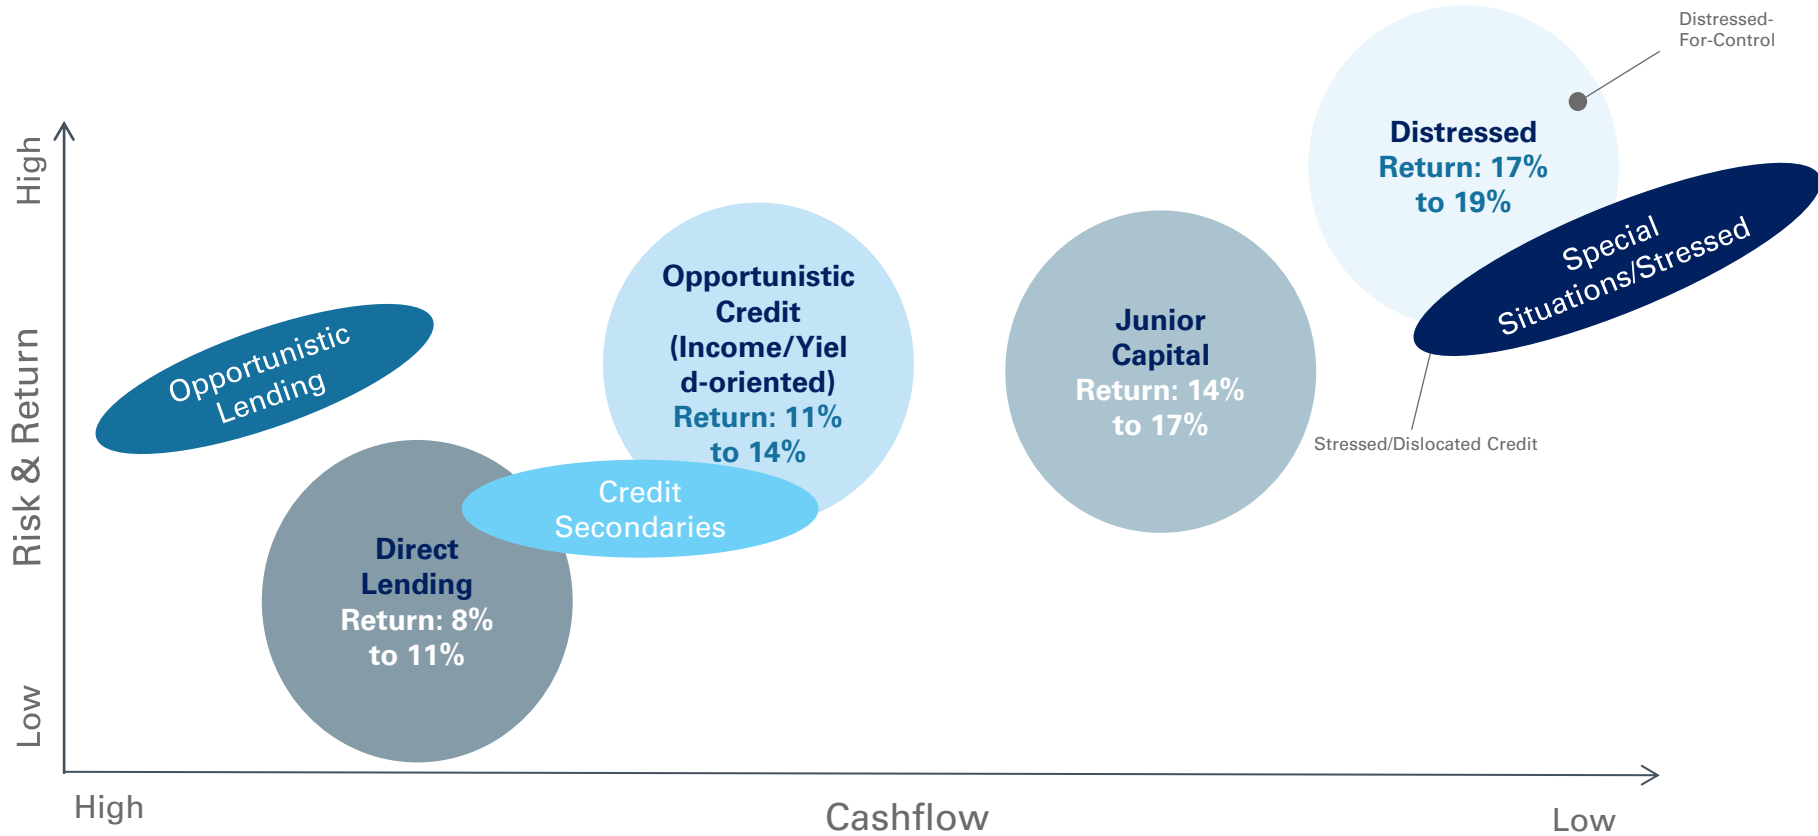 Distressed-
For-Control
High
Distressed
Return: 17%
to 19%
Special
Situations/Stressed
Opportunistic
Credit
(Income/Yiel
d-oriented)
Return: 11%
to 14%
Junior
Capital
Return: 14%
to 17%
Opportunistic
Lending
Stressed/Dislocated Credit
Risk & Return
Credit
Secondaries
Direct
Lending
Return: 8%
to 11%
Low
High
Cashflow
Low